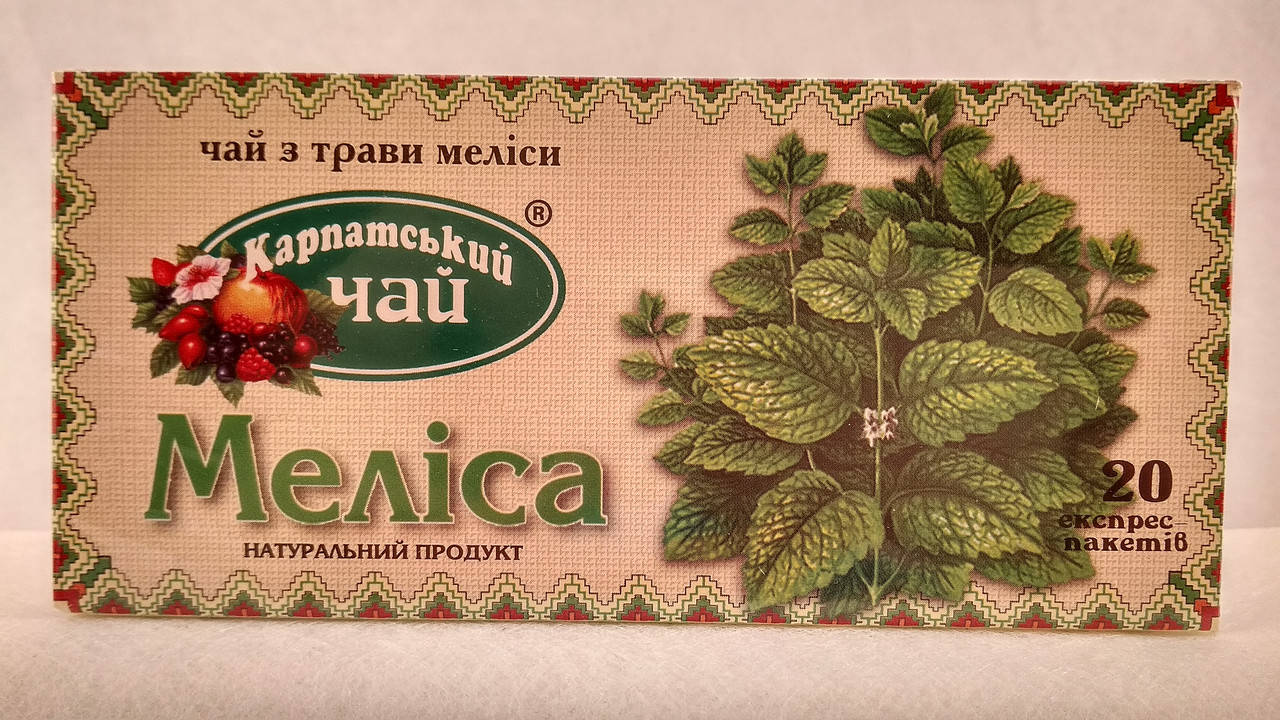 чай з трави меліси
Карпатський
чай
®
Меліса
НАТУРАЛЬНИЙ ПРОДУКТ
20
експрес-
пакетів